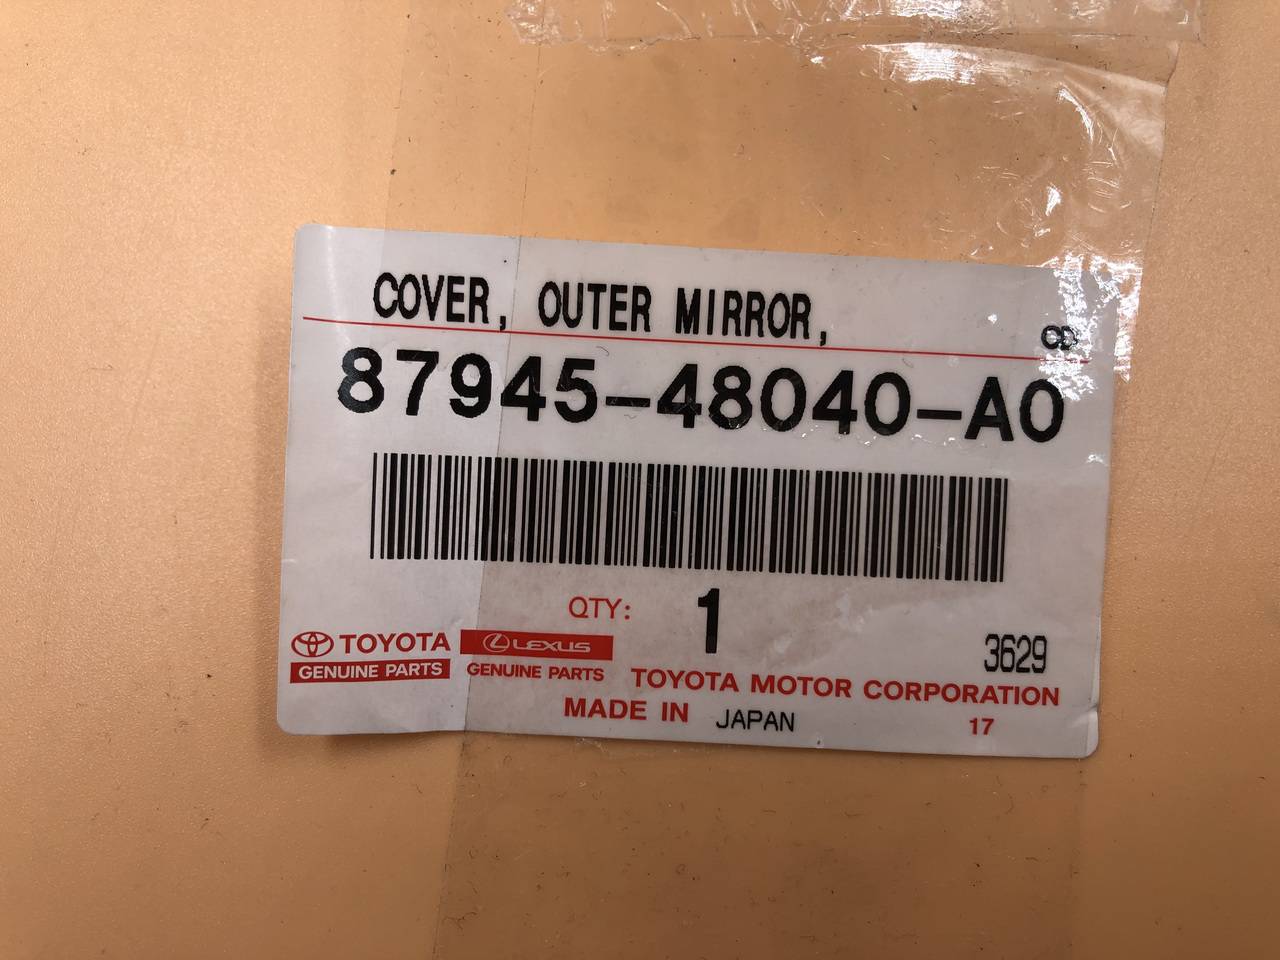 COVER, OUTER MIRROR,
CD
87945-48040-A0
QTY: 1
3629
TOYOTA
GENUINE PARTS
LEXUS
GENUINE PARTS
TOYOTA MOTOR CORPORATION
MADE IN JAPAN
17